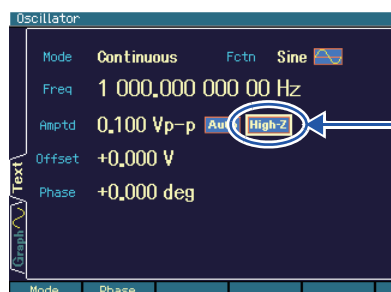 Oscillator
Mode Continuous Fctn Sine
Freq 1 000.000 000 00 Hz
Amptd 0.100 Vp-p Auto High-Z
Offset +0.000 V
Phase +0.000 deg
Text
Graph
Mode Phase